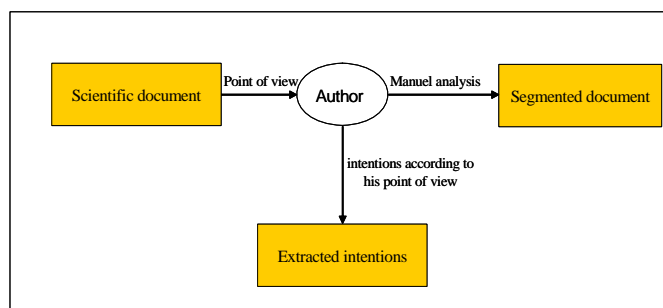 Point of view
Manuel analysis
Scientific document
Author
Segmented document
intentions according to
his point of view
Extracted intentions